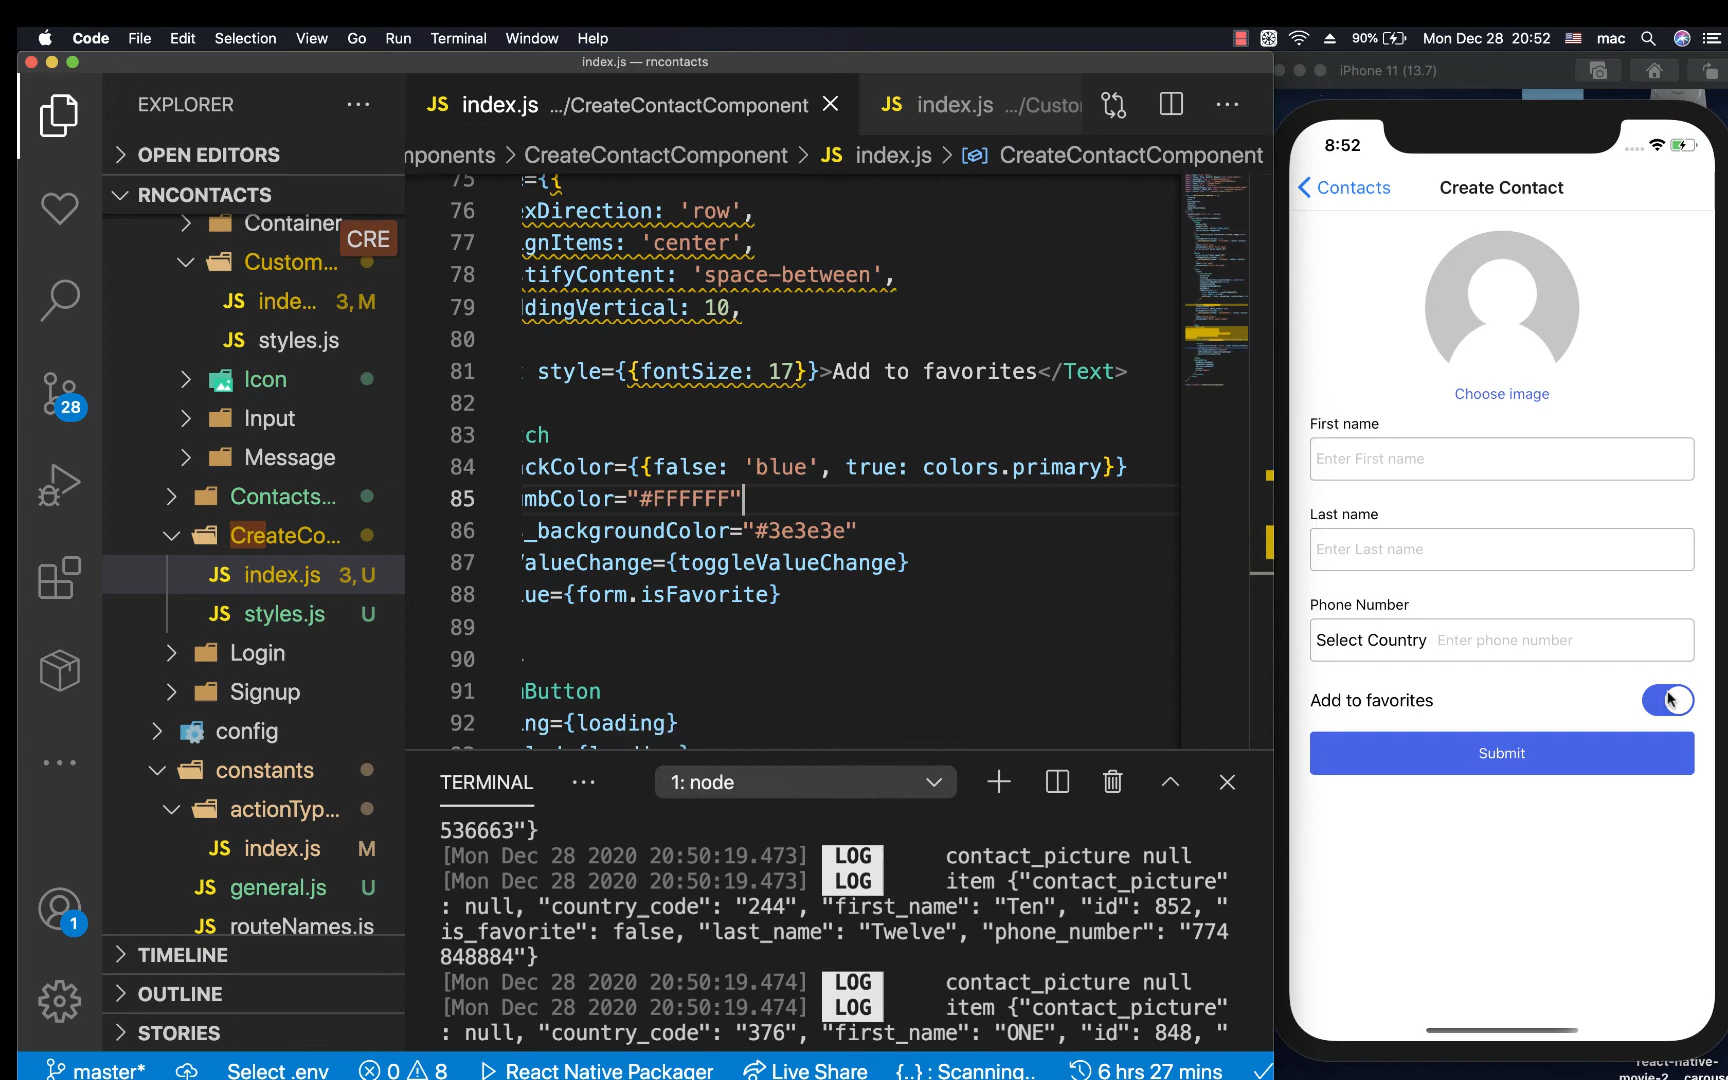 Code File Edit Selection View Go Run Terminal Window Help
90% Mon Dec 28 20:52 mac
index.js — rncontacts
iPhone 11 (13.7)
EXPLORER
OPEN EDITORS
RNCONTACTS
Container
CRE
Custom...
JS inde... 3, M
JS styles.js
Icon
Input
Message
Contacts...
CreateCo...
JS index.js 3, U
JS styles.js U
Login
Signup
config
constants
actionTyp...
JS index.js M
JS general.js U
JS routeNames.js
TIMELINE
OUTLINE
STORIES
28
1
JS index.js .../CreateContactComponent
JS index.js .../Custo
mponents > CreateContactComponent > JS index.js > CreateContactComponent
75 e={{
76 xDirection: 'row',
77 gnItems: 'center',
78 tifyContent: 'space-between',
79 dingVertical: 10,
80
81 t style={{fontSize: 17}}>Add to favorites</Text>
82
83 tch
84 ckColor={{false: 'blue', true: colors.primary}}
85 mbColor="#FFFFFF"
86 _backgroundColor="#3e3e3e"
87 ValueChange={toggleValueChange}
88 ue={form.isFavorite}
89
90
91 mButton
92 ng={loading}
TERMINAL
1: node
536663"}
[Mon Dec 28 2020 20:50:19.473] LOG contact_picture null
[Mon Dec 28 2020 20:50:19.473] LOG item {"contact_picture"
: null, "country_code": "244", "first_name": "Ten", "id": 852, "
is_favorite": false, "last_name": "Twelve", "phone_number": "774
848884"}
[Mon Dec 28 2020 20:50:19.474] LOG contact_picture null
[Mon Dec 28 2020 20:50:19.474] LOG item {"contact_picture"
: null, "country_code": "376", "first_name": "ONE", "id": 848, "
master* Select .env 0 8 React Native Packager Live Share {..} : Scanning.. 6 hrs 27 mins
8:52
Contacts Create Contact
Choose image
First name
Enter First name
Last name
Enter Last name
Phone Number
Select Country Enter phone number
Add to favorites
Submit
react-native-
movie-2